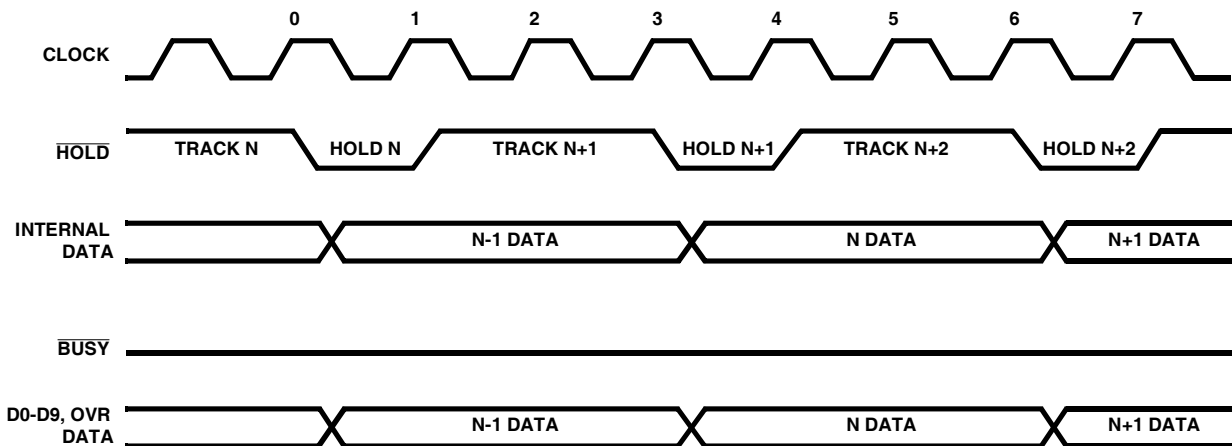 0 1 2 3 4 5 6 7
CLOCK
HOLD TRACK N HOLD N TRACK N+1 HOLD N+1 TRACK N+2 HOLD N+2
INTERNAL DATA N-1 DATA N DATA N+1 DATA
BUSY
D0-D9, OVR DATA N-1 DATA N DATA N+1 DATA